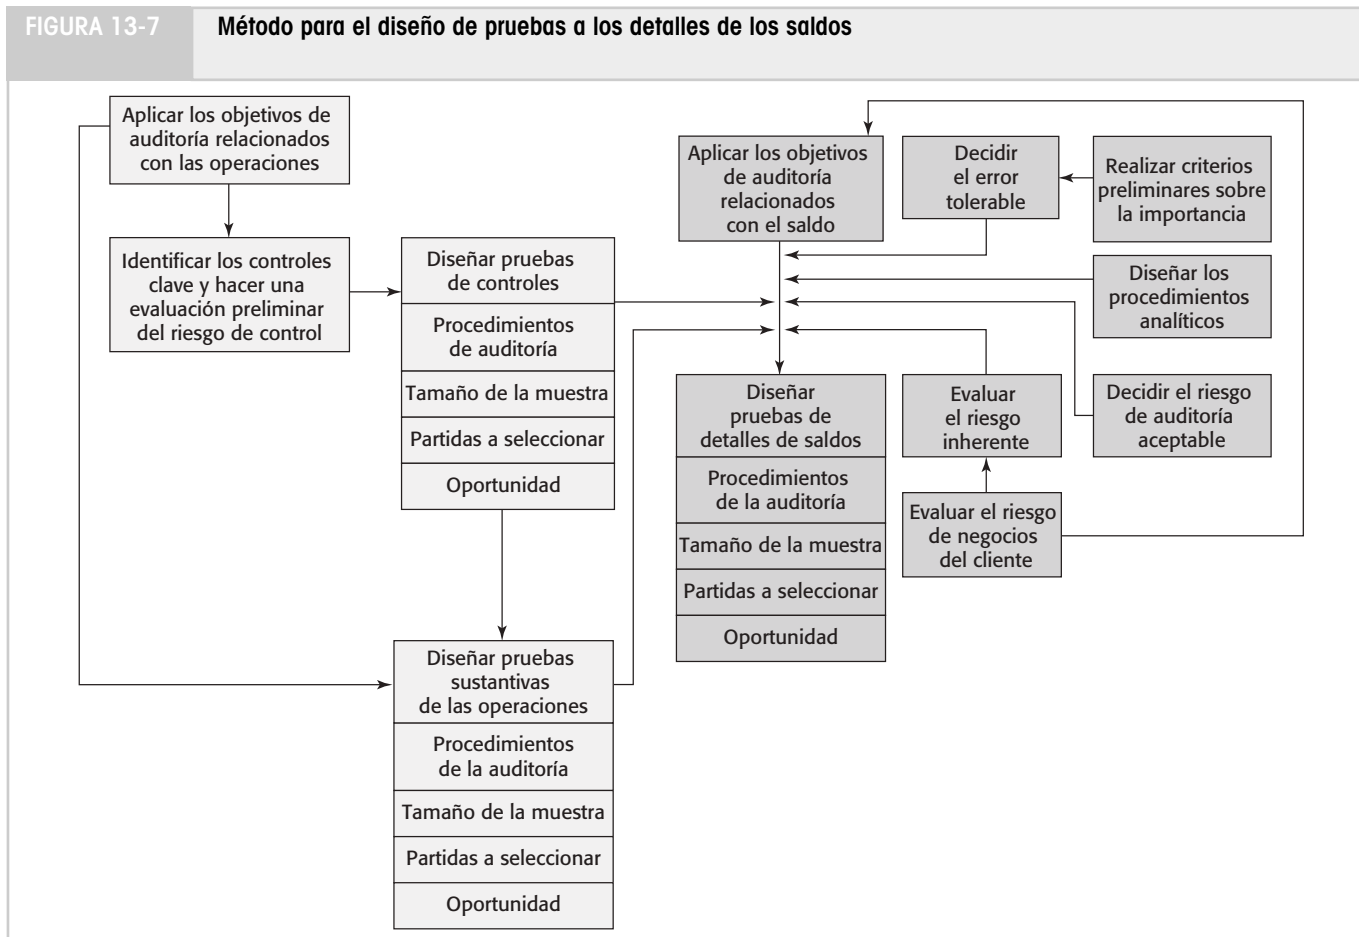 FIGURA 13-7
Método para el diseño de pruebas a los detalles de los saldos
Aplicar los objetivos de
auditoría relacionados
con las operaciones
Identificar los controles
clave y hacer una
evaluación preliminar
del riesgo de control
Diseñar pruebas
de controles
Procedimientos
de auditoría
Tamaño de la muestra
Partidas a seleccionar
Oportunidad
Diseñar pruebas
sustantivas
de las operaciones
Procedimientos
de la auditoría
Tamaño de la muestra
Partidas a seleccionar
Oportunidad
Aplicar los objetivos
de auditoría
relacionados
con el saldo
Decidir
el error
tolerable
Realizar criterios
preliminares sobre
la importancia
Diseñar los
procedimientos
analíticos
Diseñar
pruebas de
detalles de saldos
Procedimientos
de la auditoría
Tamaño de la muestra
Partidas a seleccionar
Oportunidad
Evaluar
el riesgo
inherente
Decidir el riesgo
de auditoría
aceptable
Evaluar el riesgo
de negocios
del cliente